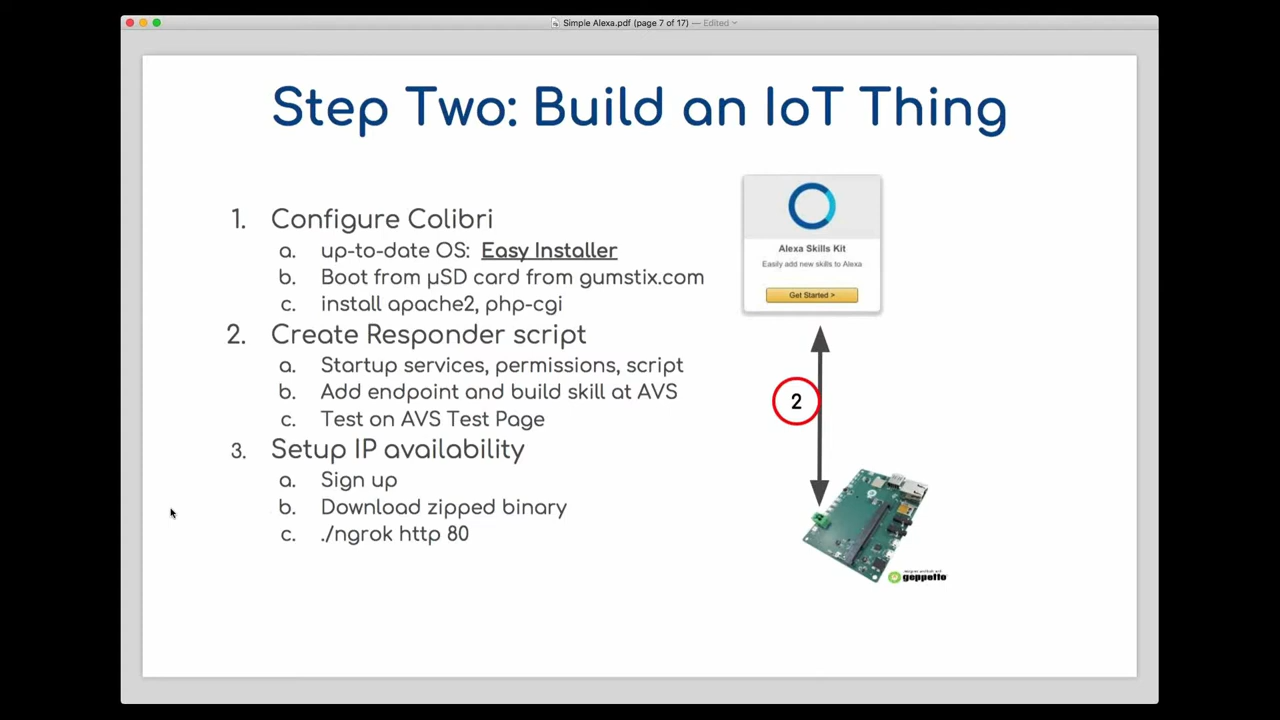 Simple Alexa.pdf (page 7 of 17) — Edited
Step Two: Build an IoT Thing
1. Configure Colibri
a. up-to-date OS: Easy Installer
b. Boot from µSD card from gumstix.com
c. install apache2, php-cgi
2. Create Responder script
a. Startup services, permissions, script
b. Add endpoint and build skill at AVS
c. Test on AVS Test Page
3. Setup IP availability
a. Sign up
b. Download zipped binary
c. ./ngrok http 80
Alexa Skills Kit
Easily add new skills to Alexa
Get Started >
2
geppetto